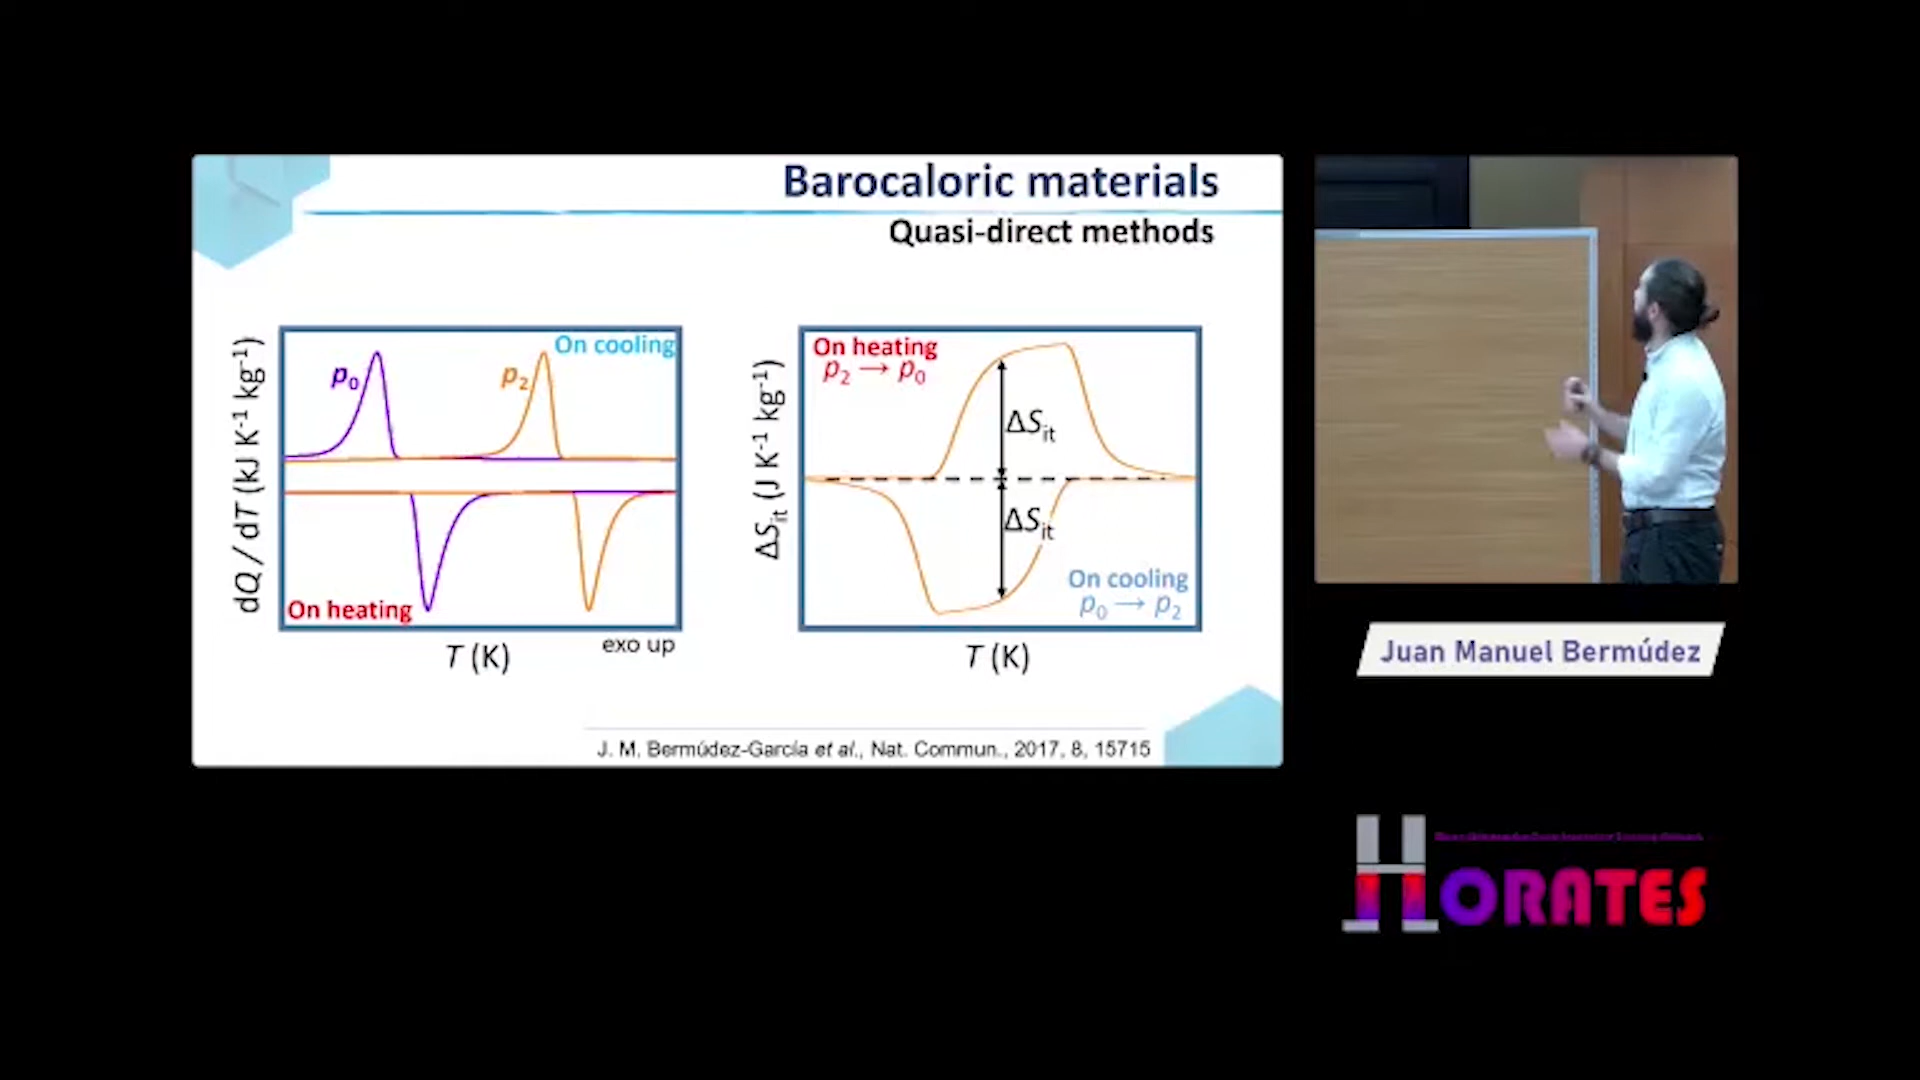 Barocaloric materials
Quasi-direct methods
dQ / dT (kJ K⁻¹ kg⁻¹)
On cooling
p₀
p₂
On heating
T (K)
exo up
ΔSᵢₜ (J K⁻¹ kg⁻¹)
On heating
p₂ → p₀
ΔSᵢₜ
ΔSᵢₜ
On cooling
p₀ → p₂
T (K)
J. M. Bermúdez-García et al., Nat. Commun., 2017, 8, 15715
Juan Manuel Bermúdez
HORATES